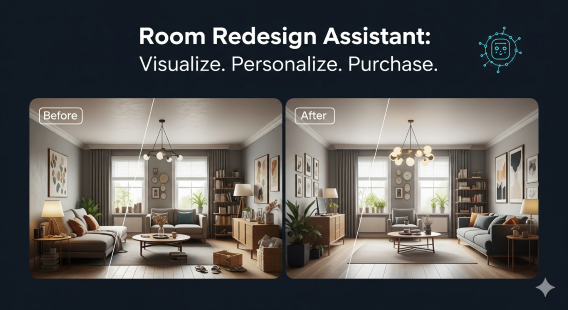 Room Redesign Assistant:
Visualize. Personalize. Purchase.
Before
After